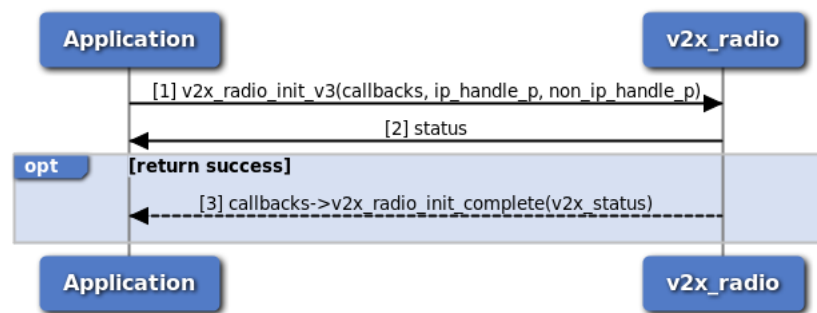 Application
v2x_radio
[1] v2x_radio_init_v3(callbacks, ip_handle_p, non_ip_handle_p)
[2] status
opt
[return success]
[3] callbacks->v2x_radio_init_complete(v2x_status)
Application
v2x_radio